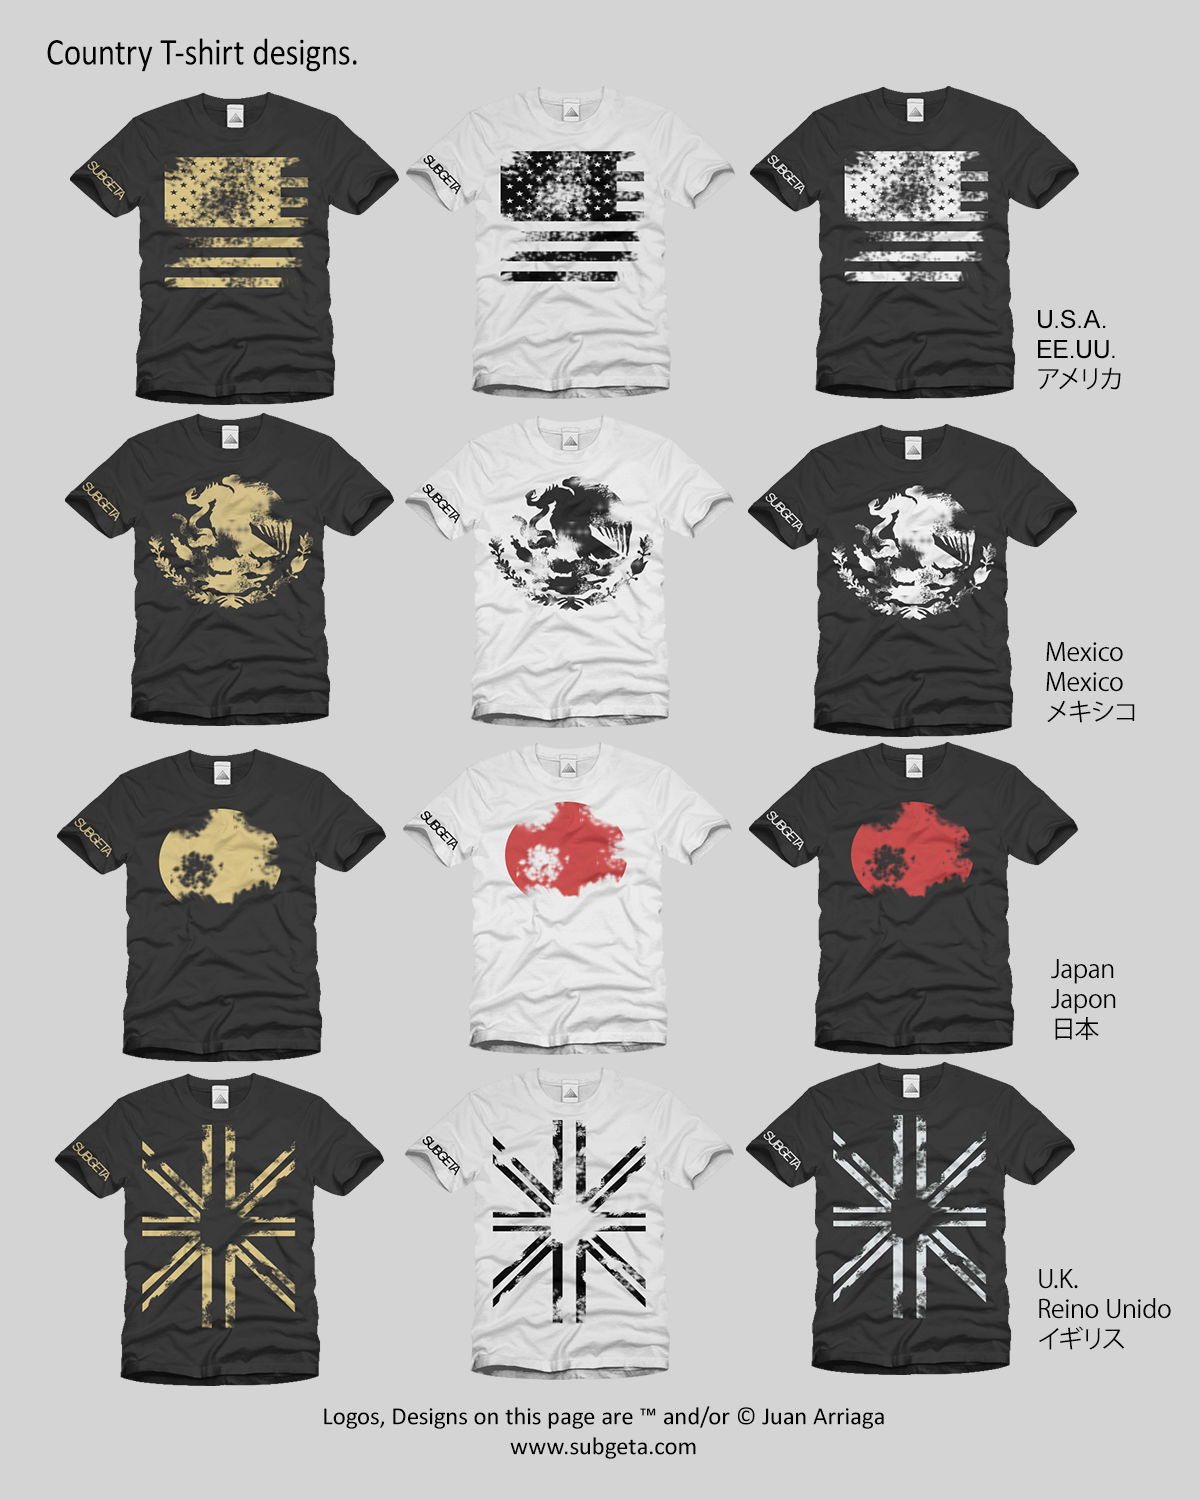 Country T-shirt designs.
SUBGETA
SUBGETA
SUBGETA
U.S.A.
EE.UU.
アメリカ
SUBGETA
SUBGETA
SUBGETA
Mexico
Mexico
メキシコ
SUBGETA
SUBGETA
SUBGETA
Japan
Japon
日本
SUBGETA
SUBGETA
SUBGETA
U.K.
Reino Unido
イギリス
Logos, Designs on this page are ™ and/or © Juan Arriaga
www.subgeta.com